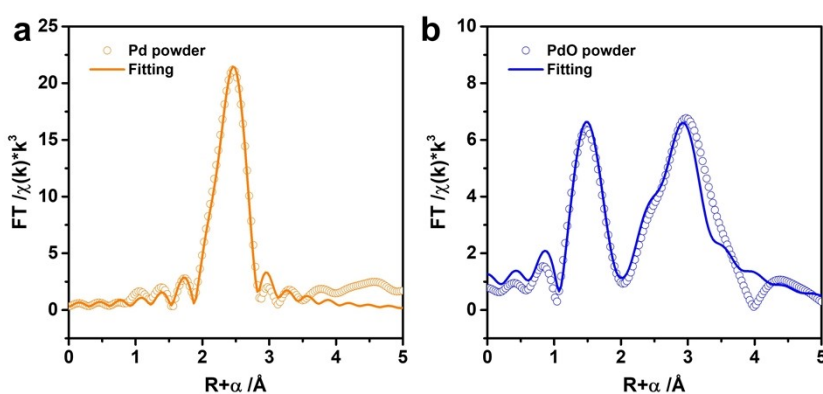 a
25
20
15
10
5
0
FT /χ(k)*k³
Pd powder
Fitting
0 1 2 3 4 5
R+α /Å
b
10
8
6
4
2
0
FT /χ(k)*k³
PdO powder
Fitting
0 1 2 3 4 5
R+α /Å